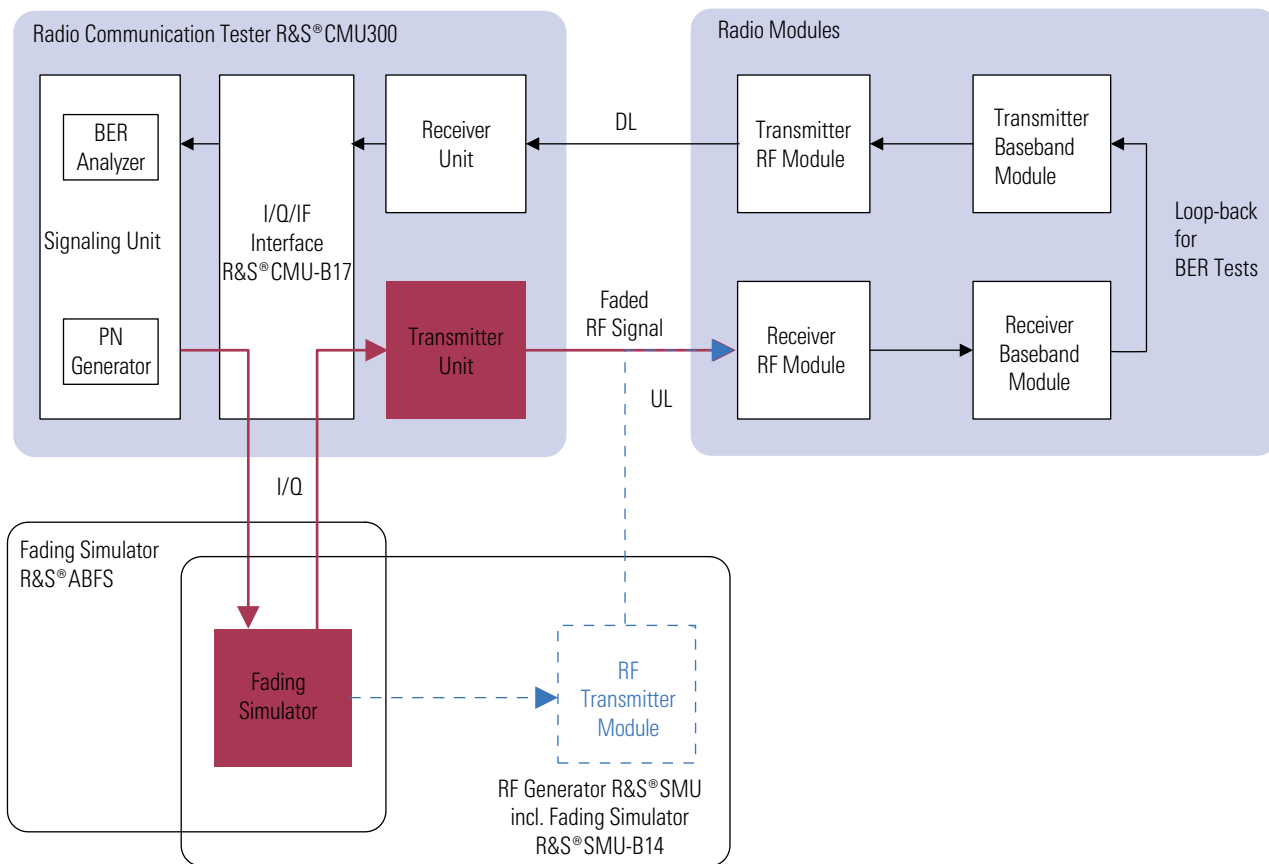 Radio Communication Tester R&S®CMU300
BER
Analyzer
Signaling Unit
PN
Generator
I/Q/IF
Interface
R&S®CMU-B17
Receiver
Unit
Transmitter
Unit
DL
Faded
RF Signal
UL
Radio Modules
Transmitter
RF Module
Transmitter
Baseband
Module
Receiver
RF Module
Receiver
Baseband
Module
Loop-back
for
BER Tests
I/Q
Fading Simulator
R&S®ABFS
Fading
Simulator
RF
Transmitter
Module
RF Generator R&S®SMU
incl. Fading Simulator
R&S®SMU-B14